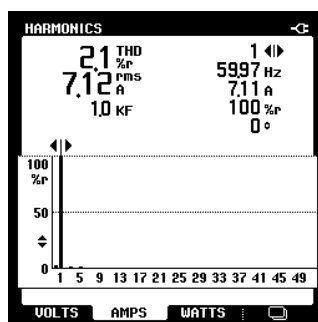 HARMONICS
2.1 THD %r
7.12 rms A
1.0 KF
1
59.97 Hz
7.11 A
100 %r
0 °
100
%r
50
0
1 5 9 13 17 21 25 29 33 37 41 45 49
VOLTS AMPS WATTS